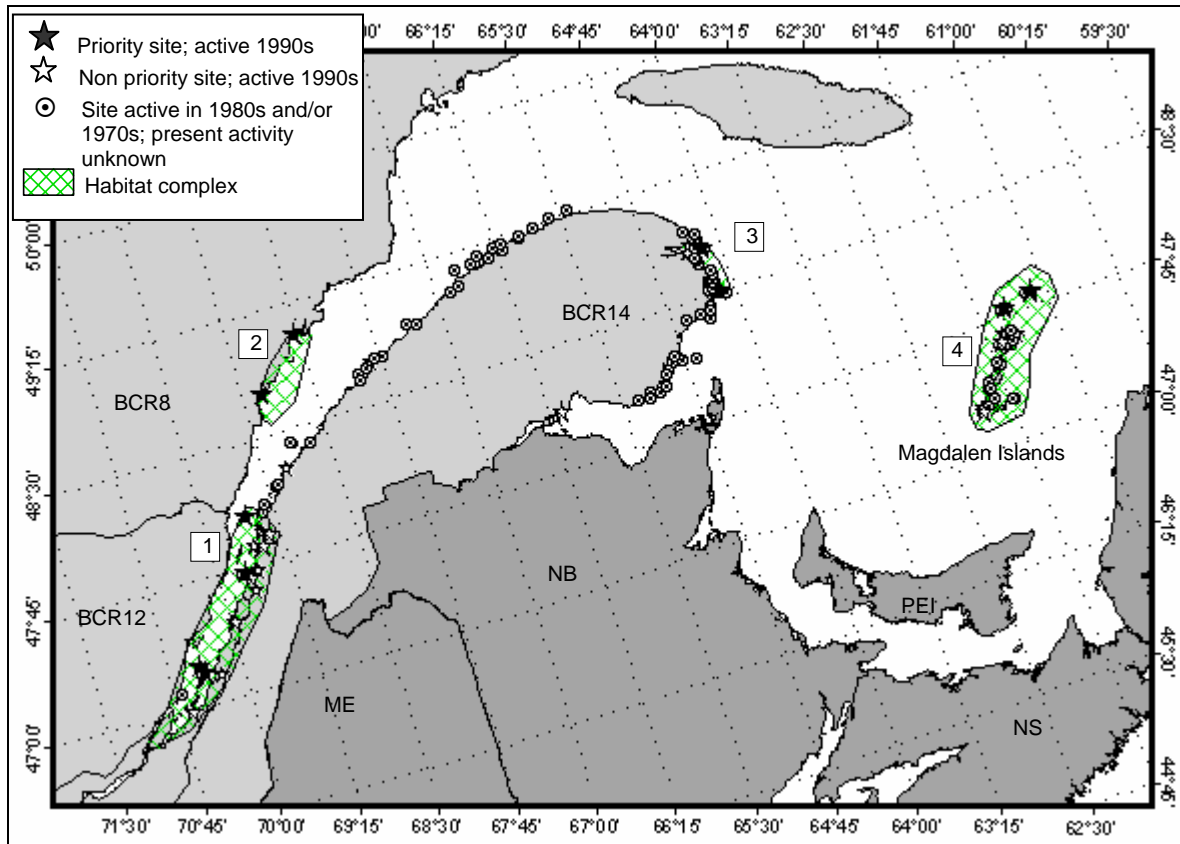 Priority site; active 1990s
Non priority site; active 1990s
Site active in 1980s and/or
1970s; present activity
unknown
Habitat complex
0°00' 66°15' 65°30' 64°45' 64°0' 63°15' 62°30' 61°45' 61°00' 60°15' 59°30'
48°30'
50°00'
3
47°45'
BCR14
2
4
49°15'
47°00'
BCR8
Magdalen Islands
48°30'
46°15'
1
NB
PEI
BCR12
47°45'
45°30'
ME
NS
47°0'
44°45'
71°30' 70°45' 70°00' 69°15' 68°30' 67°45' 67°00' 66°15' 65°30' 64°45' 64°00' 63°15' 62°30'